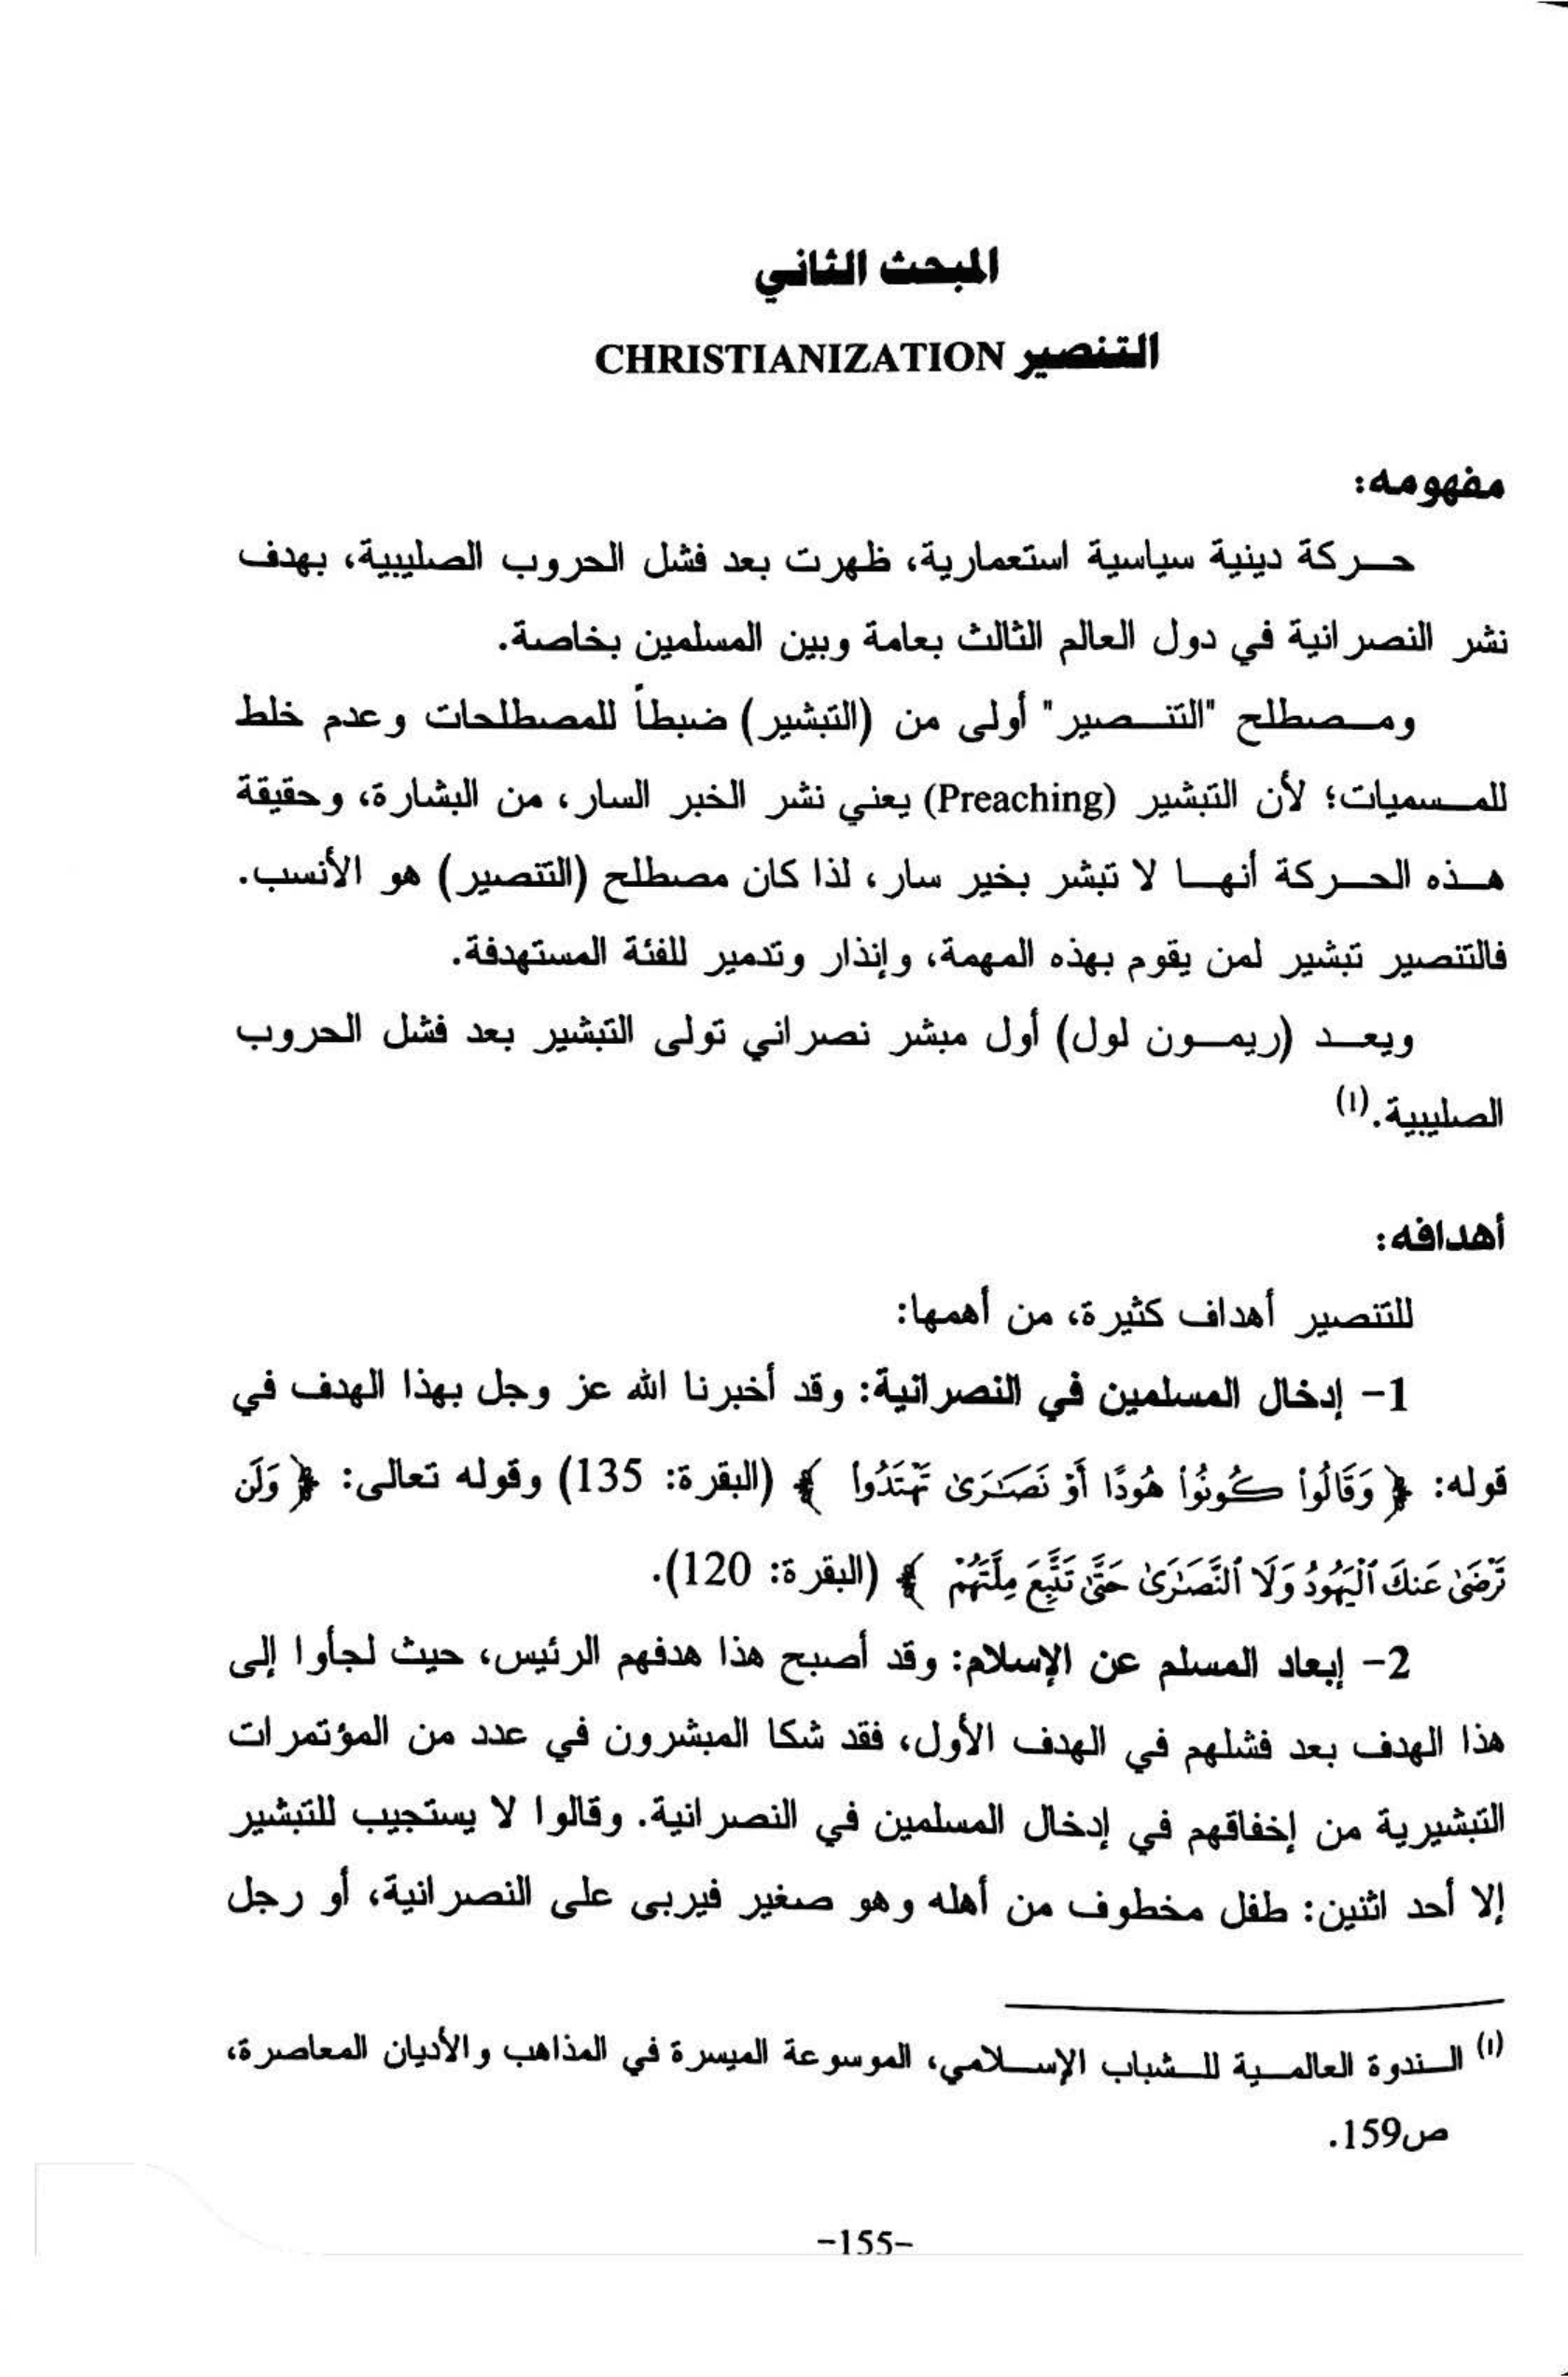 المبحث الثاني
التنصير CHRISTIANIZATION
مفهومه:
حركة دينية سياسية استعمارية، ظهرت بعد فشل الحروب الصليبية، بهدف
نشر النصرانية في دول العالم الثالث بعامة وبين المسلمين بخاصة.
ومصطلح "التنصير" أولى من (التبشير) ضبطاً للمصطلحات وعدم خلط
للمسميات؛ لأن التبشير (Preaching) يعني نشر الخبر السار، من البشارة، وحقيقة
هذه الحركة أنها لا تبشر بخير سار، لذا كان مصطلح (التنصير) هو الأنسب.
فالتنصير تبشير لمن يقوم بهذه المهمة، وإنذار وتدمير للفئة المستهدفة.
ويعد (ريمون لول) أول مبشر نصراني تولى التبشير بعد فشل الحروب
الصليبية.(١)
أهدافه:
للتنصير أهداف كثيرة، من أهمها:
1- إدخال المسلمين في النصرانية: وقد أخبرنا الله عز وجل بهذا الهدف في
قوله: ﴿ وَقَالُوا۟ كُونُوا۟ هُودًا أَوْ نَصَـٰرَىٰ تَهْتَدُوا۟ ﴾ (البقرة: 135) وقوله تعالى: ﴿ وَلَن
تَرْضَىٰ عَنكَ ٱلْيَهُودُ وَلَا ٱلنَّصَـٰرَىٰ حَتَّىٰ تَتَّبِعَ مِلَّتَهُمْ ﴾ (البقرة: 120).
2- إبعاد المسلم عن الإسلام: وقد أصبح هذا هدفهم الرئيس، حيث لجأوا إلى
هذا الهدف بعد فشلهم في الهدف الأول، فقد شكا المبشرون في عدد من المؤتمرات
التبشيرية من إخفاقهم في إدخال المسلمين في النصرانية. وقالوا لا يستجيب للتبشير
إلا أحد اثنين: طفل مخطوف من أهله وهو صغير فيربى على النصرانية، أو رجل
(١) الندوة العالمية للشباب الإسلامي، الموسوعة الميسرة في المذاهب والأديان المعاصرة،
ص159.
-155-